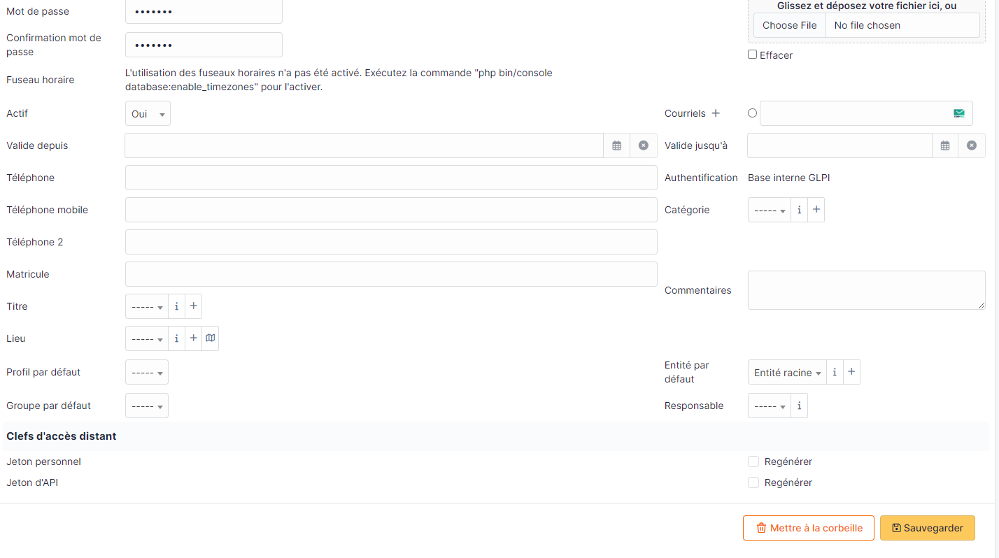 Mot de passe
•••••••
Glissez et déposez votre fichier ici, ou
Choose File No file chosen
Confirmation mot de
passe
•••••••
Effacer
Fuseau horaire
L'utilisation des fuseaux horaires n'a pas été activé. Exécutez la commande "php bin/console
database:enable_timezones" pour l'activer.
Actif Oui
Courriels +
Valide depuis
Valide jusqu'à
Téléphone
Authentification Base interne GLPI
Téléphone mobile
Catégorie ----- i +
Téléphone 2
Matricule
Commentaires
Titre ----- i +
Lieu ----- i +
Profil par défaut -----
Entité par
défaut
Entité racine i +
Groupe par défaut -----
Responsable ----- i
Clefs d'accès distant
Jeton personnel Regénérer
Jeton d'API Regénérer
Mettre à la corbeille Sauvegarder